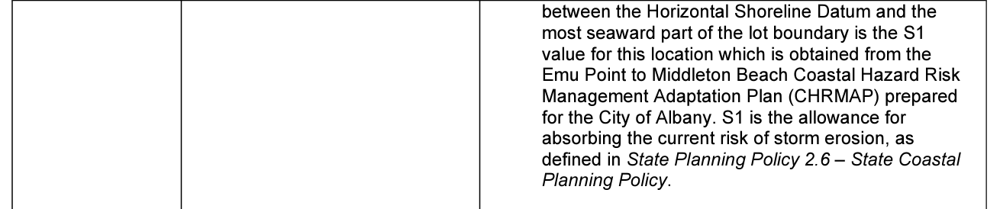 between the Horizontal Shoreline Datum and the
most seaward part of the lot boundary is the S1
value for this location which is obtained from the
Emu Point to Middleton Beach Coastal Hazard Risk
Management Adaptation Plan (CHRMAP) prepared
for the City of Albany. S1 is the allowance for
absorbing the current risk of storm erosion, as
defined in State Planning Policy 2.6 – State Coastal
Planning Policy.